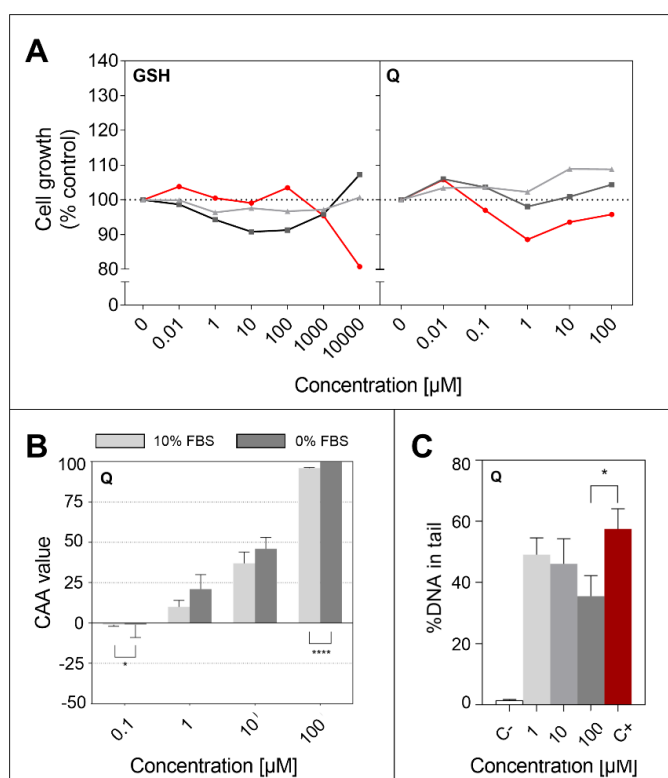 A
GSH
Q
Cell growth
(% control)
140
130
120
110
100
90
80
0
0
0.01
1
10
100
1000
10000
0
0.01
0.1
1
10
100
Concentration [µM]
B
10% FBS
0% FBS
Q
CAA value
100
75
50
25
0
-25
-50
*
****
0.1
1
10
100
Concentration [µM]
C
Q
*
%DNA in tail
80
60
40
20
0
C-
1
10
100
C+
Concentration [µM]